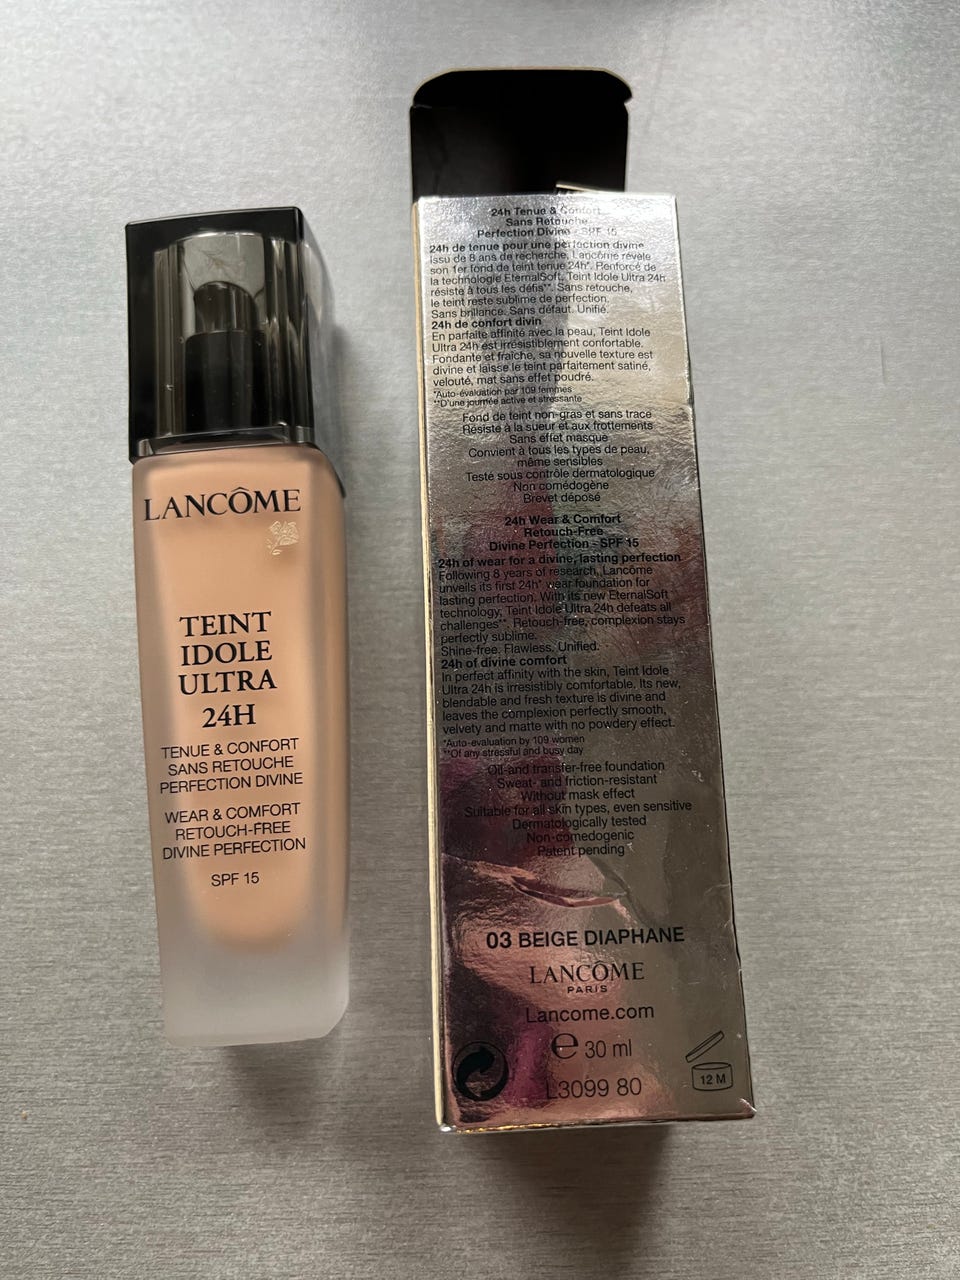 LANCÔME
TEINT
IDOLE
ULTRA
24H
TENUE & CONFORT
SANS RETOUCHE
PERFECTION DIVINE
WEAR & COMFORT
RETOUCH-FREE
DIVINE PERFECTION
SPF 15
24h Tenue & Confort
Sans Retouche
Perfection Divine - SPF 15
24h de tenue pour une perfection divine
Issu de 8 ans de recherche, Lancôme révèle
son 1er fond de teint tenue 24h*. Renforcé de
la technologie EternalSoft, Teint Idole Ultra 24h
résiste à tous les défis**. Sans retouche,
le teint reste sublime de perfection.
Sans brillance. Sans défaut. Unifié.
24h de confort divin
En parfaite affinité avec la peau, Teint Idole
Ultra 24h est irrésistiblement confortable.
Fondante et fraîche, sa nouvelle texture est
divine et laisse le teint parfaitement satiné,
velouté, mat sans effet poudré.
*Auto-évaluation par 109 femmes
**D'une journée active et stressante
Fond de teint non-gras et sans trace
Résiste à la sueur et aux frottements
Sans effet masque
Convient à tous les types de peau,
même sensibles
Testé sous contrôle dermatologique
Non comédogène
Brevet déposé
24h Wear & Comfort
Retouch-Free
Divine Perfection - SPF 15
24h of wear for a divine, lasting perfection
Following 8 years of research, Lancôme
unveils its first 24h* wear foundation for
lasting perfection. With its new EternalSoft
technology, Teint Idole Ultra 24h defeats all
challenges**. Retouch-free, complexion stays
perfectly sublime.
Shine-free. Flawless. Unified.
24h of divine comfort
In perfect affinity with the skin, Teint Idole
Ultra 24h is irresistibly comfortable. Its new,
blendable and fresh texture is divine and
leaves the complexion perfectly smooth,
velvety and matte with no powdery effect.
*Auto-evaluation by 109 women
**Of any stressful and busy day
Oil-and transfer-free foundation
Sweat- and friction-resistant
Without mask effect
Suitable for all skin types, even sensitive
Dermatologically tested
Non-comedogenic
Patent pending
03 BEIGE DIAPHANE
LANCÔME
PARIS
Lancome.com
℮ 30 ml
12 M
L3099 80